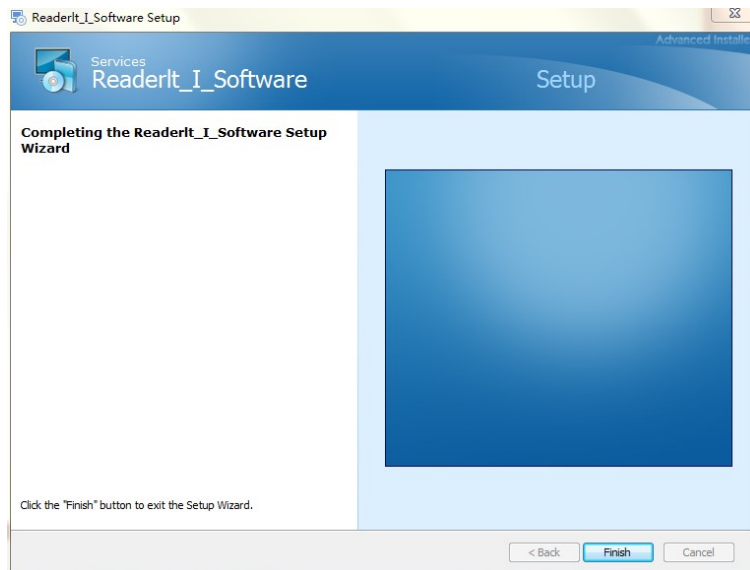 Readerlt_I_Software Setup
Advanced Installe
Services
Readerlt_I_Software
Setup
Completing the Readerlt_I_Software Setup
Wizard
Click the "Finish" button to exit the Setup Wizard.
< Back
Finish
Cancel